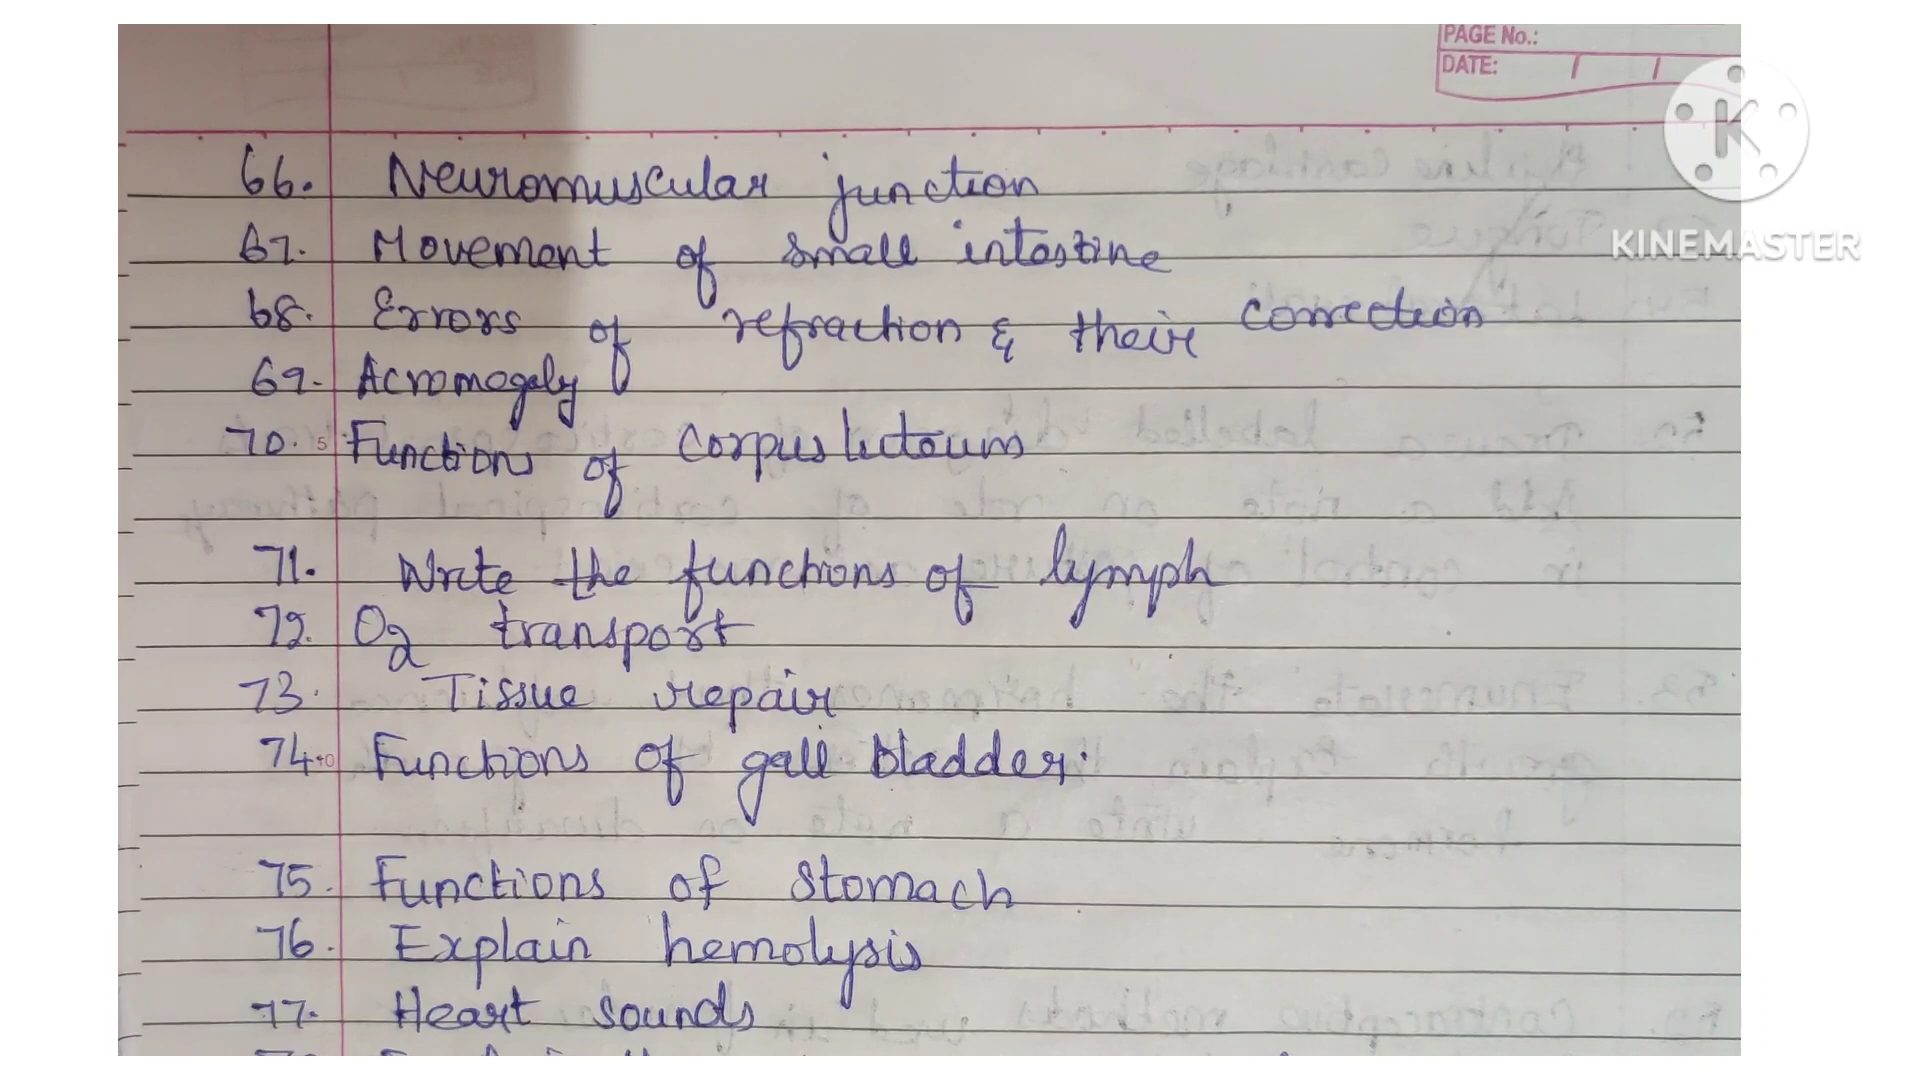 PAGE No.:
DATE: / /
66. Neuromuscular junction
67. Movement of small intestine
68. Errors of refraction & their correction
69. Acromegaly
70. Functions of Corpus luteum
71. Write the functions of lymph
72. O2 transport
73. Tissue repair
74. Functions of gall bladder.
75. Functions of stomach
76. Explain hemolysis
77. Heart sounds
KINEMASTER